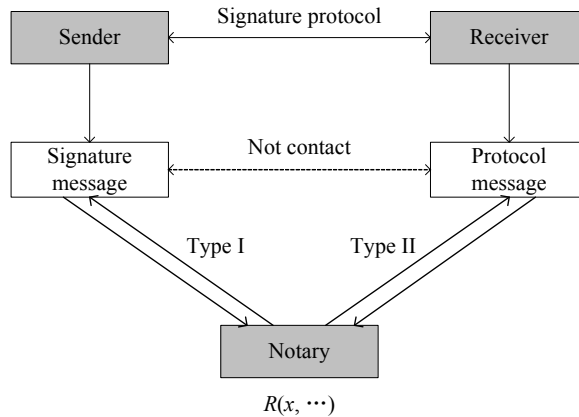 Signature protocol
Sender
Receiver
Signature
message
Not contact
Protocol
message
Type I
Type II
Notary
R(x, ⋯)